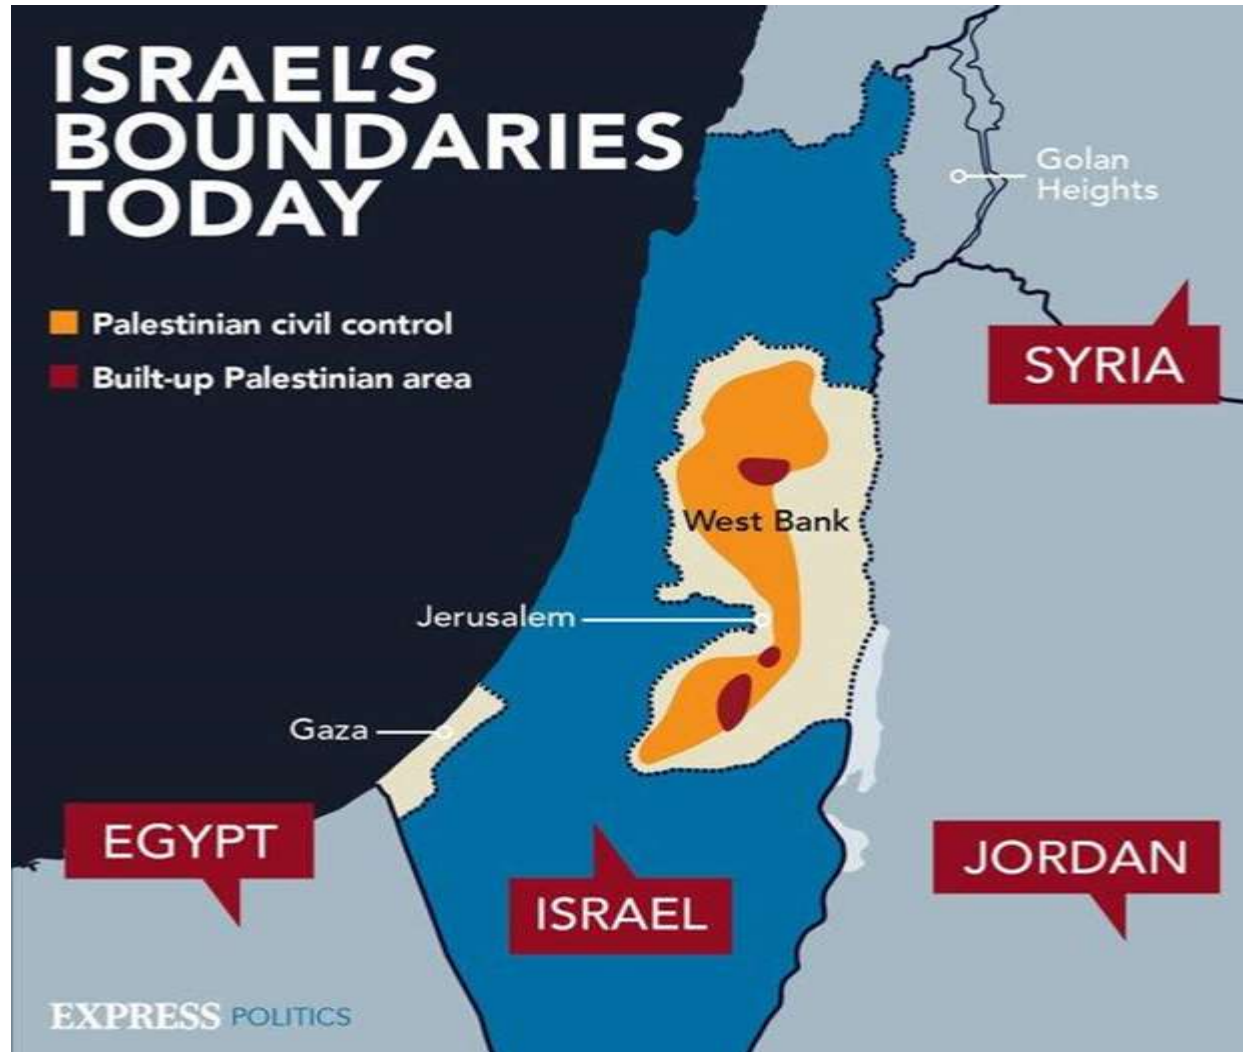 ISRAEL'S
BOUNDARIES
TODAY
Palestinian civil control
Built-up Palestinian area
Golan
Heights
SYRIA
West Bank
Jerusalem
Gaza
EGYPT
ISRAEL
JORDAN
EXPRESS POLITICS